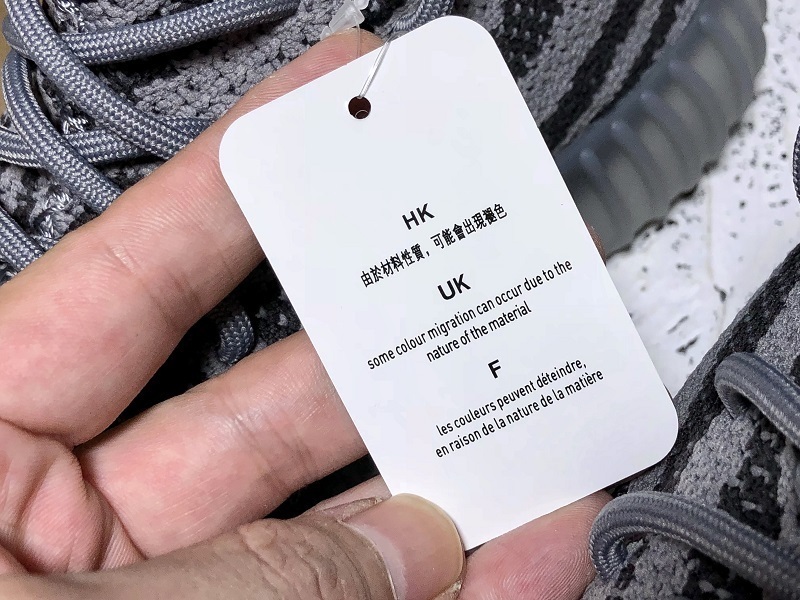 HK
由於材料性質，可能會出現褪色
UK
some colour migration can occur due to the
nature of the material
F
les couleurs peuvent déteindre,
en raison de la nature de la matière